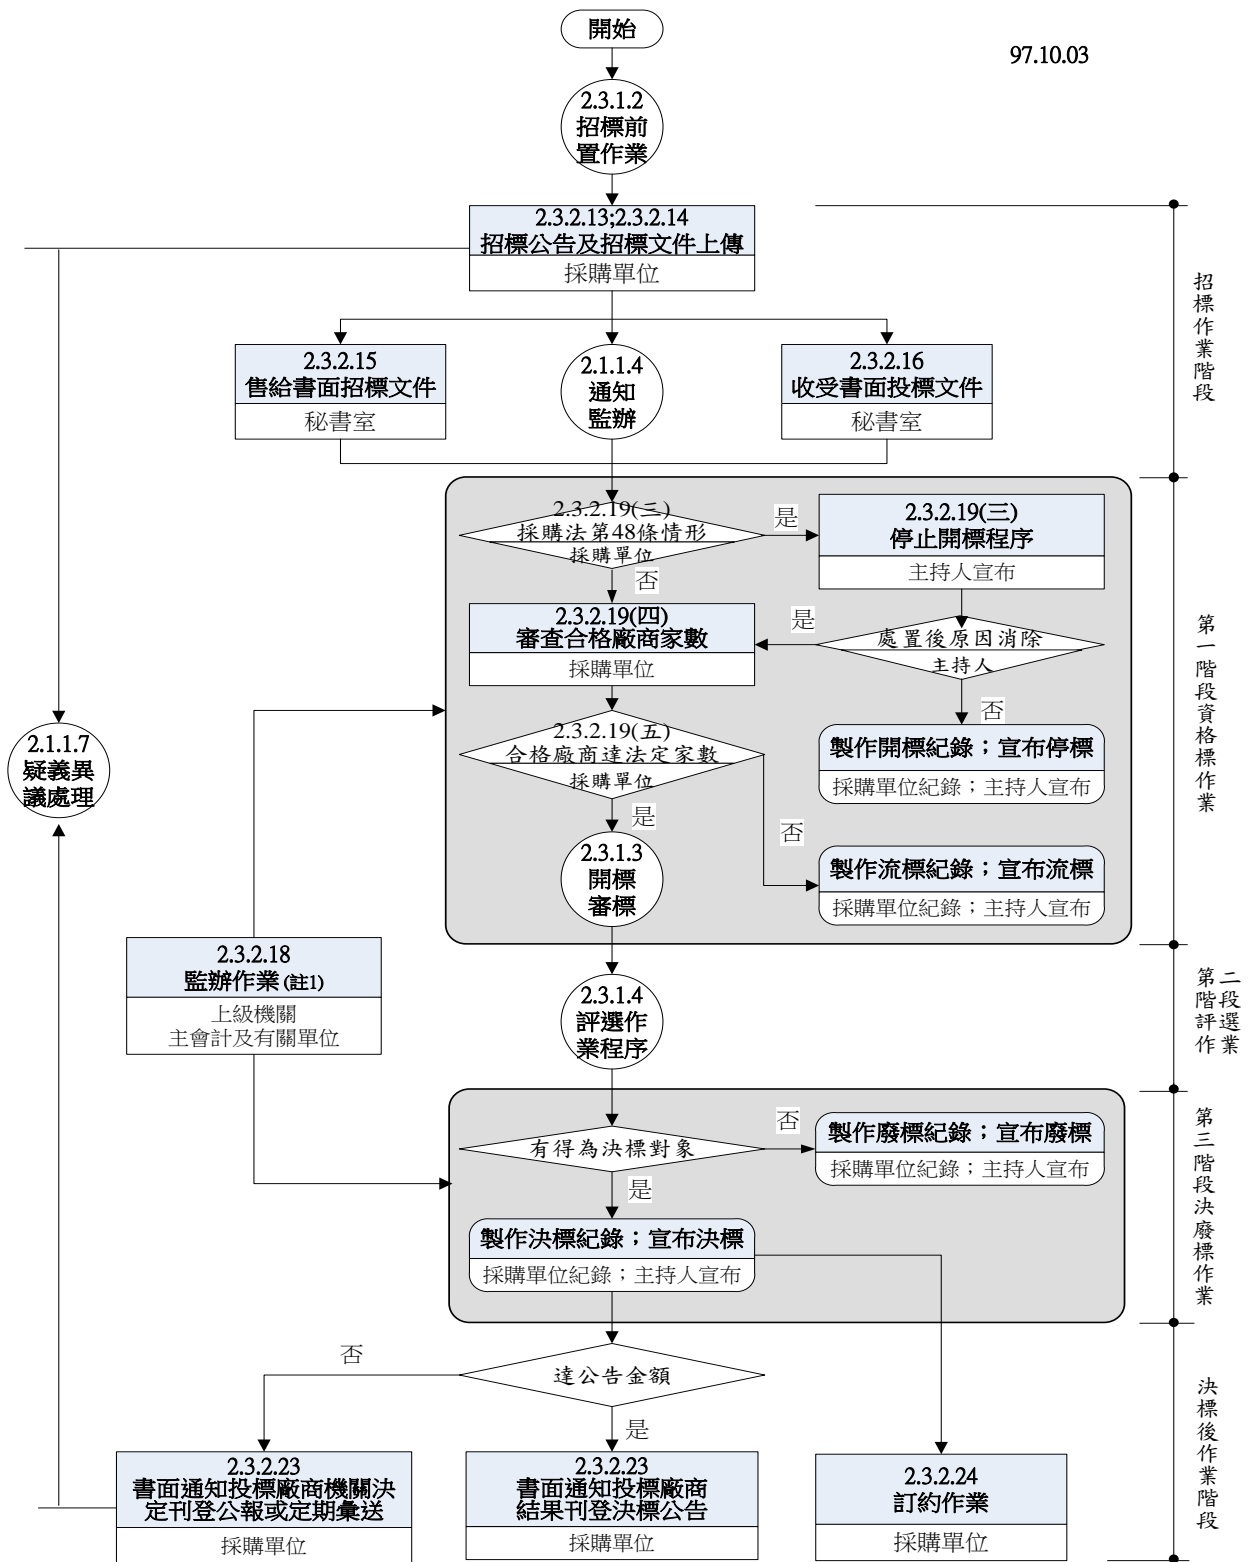 開始
97.10.03
2.3.1.2
招標前
置作業
2.3.2.13;2.3.2.14
招標公告及招標文件上傳
採購單位
招標作業階段
2.3.2.15
售給書面招標文件
秘書室
2.1.1.4
通知
監辦
2.3.2.16
收受書面投標文件
秘書室
2.3.2.19(三)
採購法第48條情形
採購單位
是
否
2.3.2.19(三)
停止開標程序
主持人宣布
2.3.2.19(四)
審查合格廠商家數
採購單位
是
處置後原因消除
主持人
否
第一階段資格標作業
2.1.1.7
疑義異
議處理
2.3.2.19(五)
合格廠商達法定家數
採購單位
是
否
製作開標紀錄；宣布停標
採購單位紀錄；主持人宣布
2.3.1.3
開標
審標
製作流標紀錄；宣布流標
採購單位紀錄；主持人宣布
2.3.2.18
監辦作業(註1)
上級機關
主會計及有關單位
2.3.1.4
評選作
業程序
第二階段評選作業
有得為決標對象
否
是
製作廢標紀錄；宣布廢標
採購單位紀錄；主持人宣布
製作決標紀錄；宣布決標
採購單位紀錄；主持人宣布
第三階段決廢標作業
達公告金額
否
是
2.3.2.23
書面通知投標廠商機關決
定刊登公報或定期彙送
採購單位
2.3.2.23
書面通知投標廠商
結果刊登決標公告
採購單位
2.3.2.24
訂約作業
採購單位
決標後作業階段